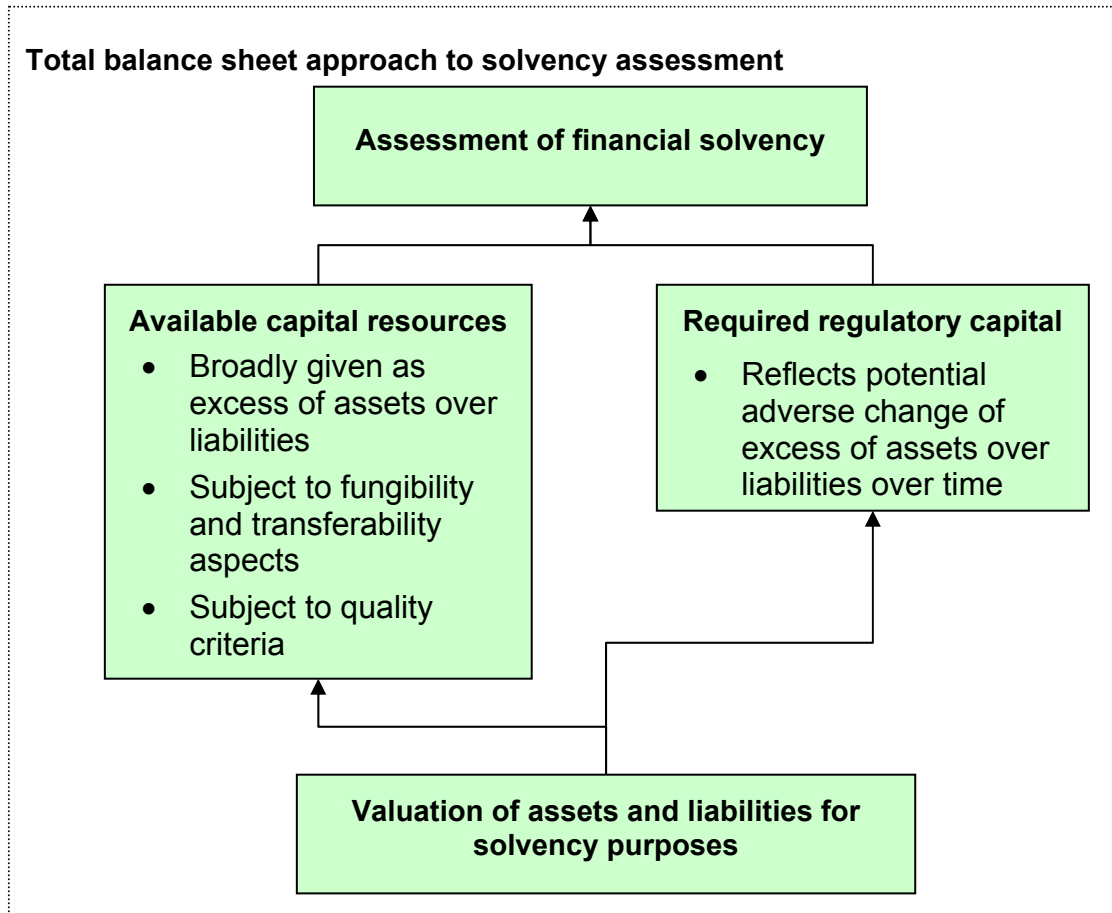 Total balance sheet approach to solvency assessment
Assessment of financial solvency
Available capital resources
• Broadly given as
excess of assets over
liabilities
• Subject to fungibility
and transferability
aspects
• Subject to quality
criteria
Required regulatory capital
• Reflects potential
adverse change of
excess of assets over
liabilities over time
Valuation of assets and liabilities for
solvency purposes